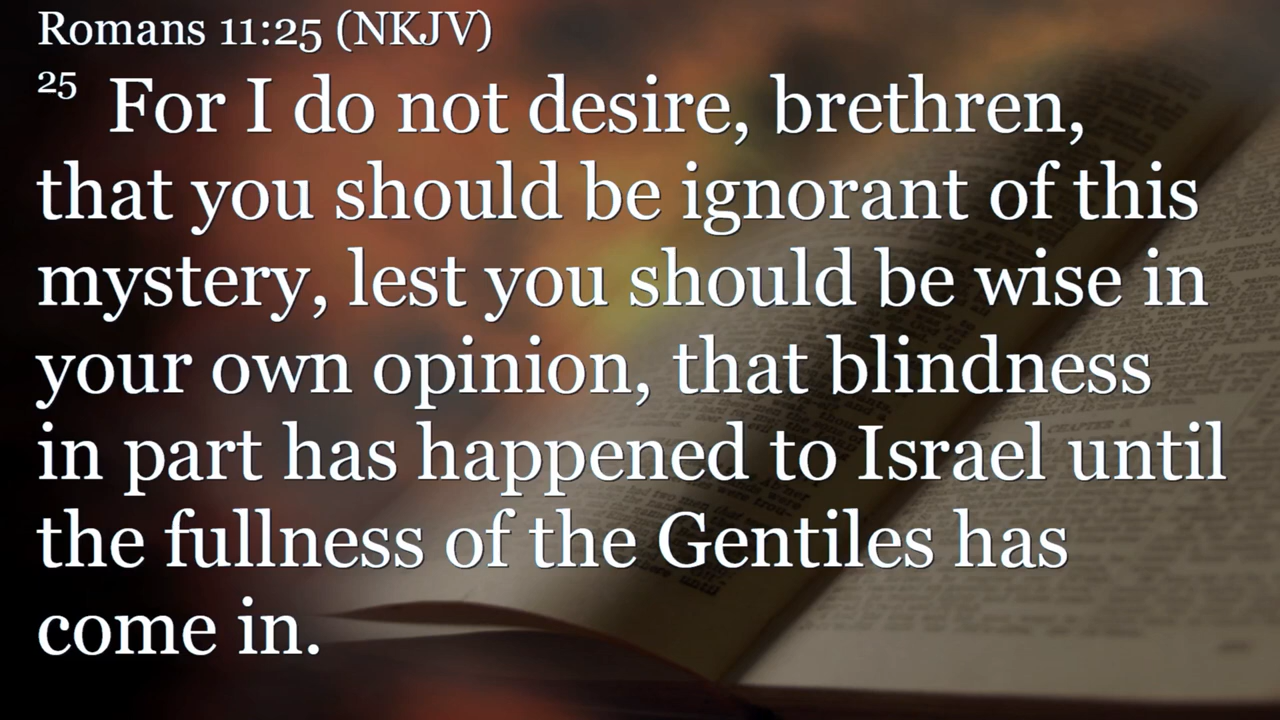 Romans 11:25 (NKJV)
25 For I do not desire, brethren,
that you should be ignorant of this
mystery, lest you should be wise in
your own opinion, that blindness
in part has happened to Israel until
the fullness of the Gentiles has
come in.